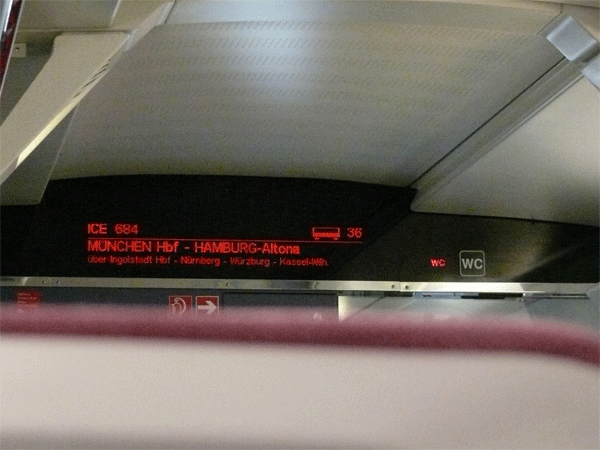 ICE 684 36
MÜNCHEN Hbf - HAMBURG-Altona
über Ingolstadt Hbf - Nürnberg - Würzburg - Kassel-Wilh.
WC WC